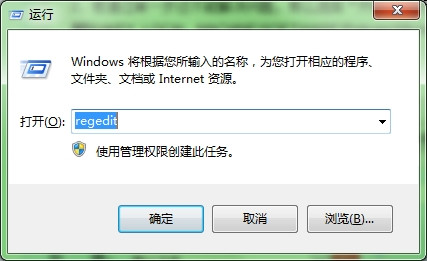 运行
Windows 将根据您所输入的名称，为您打开相应的程序、
文件夹、文档或 Internet 资源。
打开(O): regedit
使用管理权限创建此任务。
确定 取消 浏览(B)...